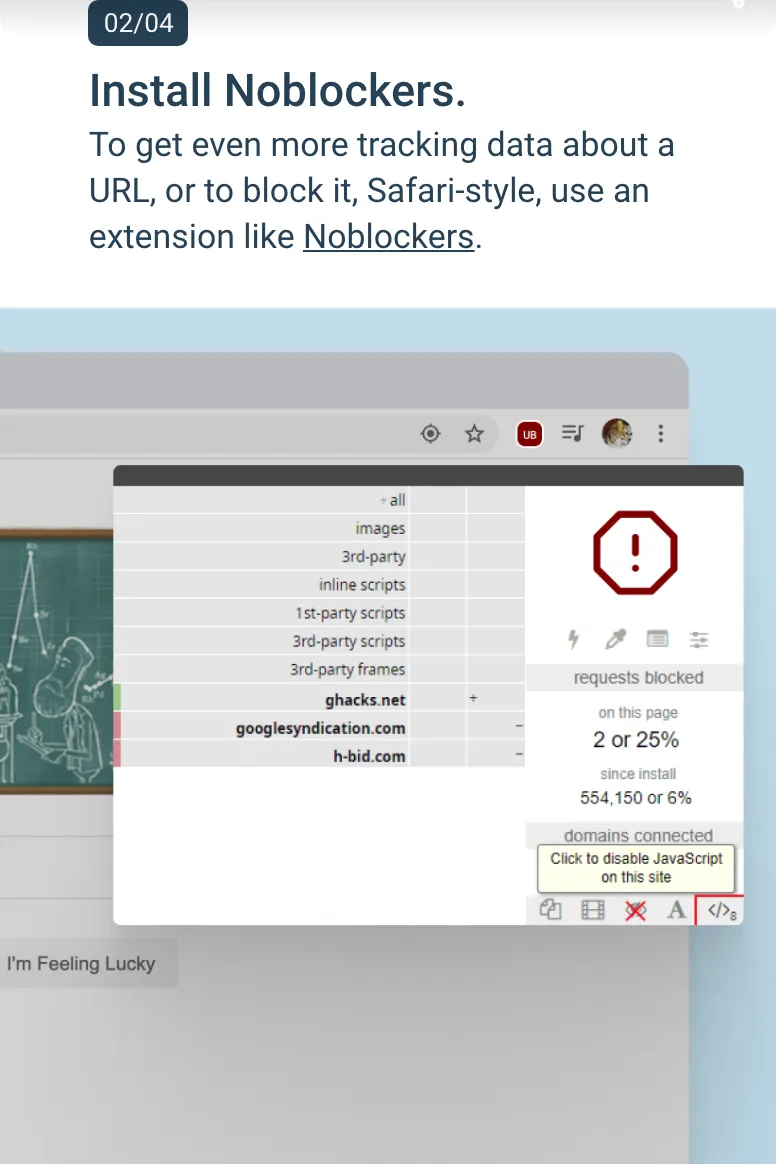 02/04
Install Noblockers.
To get even more tracking data about a
URL, or to block it, Safari-style, use an
extension like Noblockers.
UB
+ all
images
3rd-party
inline scripts
1st-party scripts
3rd-party scripts
3rd-party frames
ghacks.net +
googlesyndication.com −
h-bid.com −
requests blocked
on this page
2 or 25%
since install
554,150 or 6%
domains connected
Click to disable JavaScript
on this site
A </>8
I'm Feeling Lucky